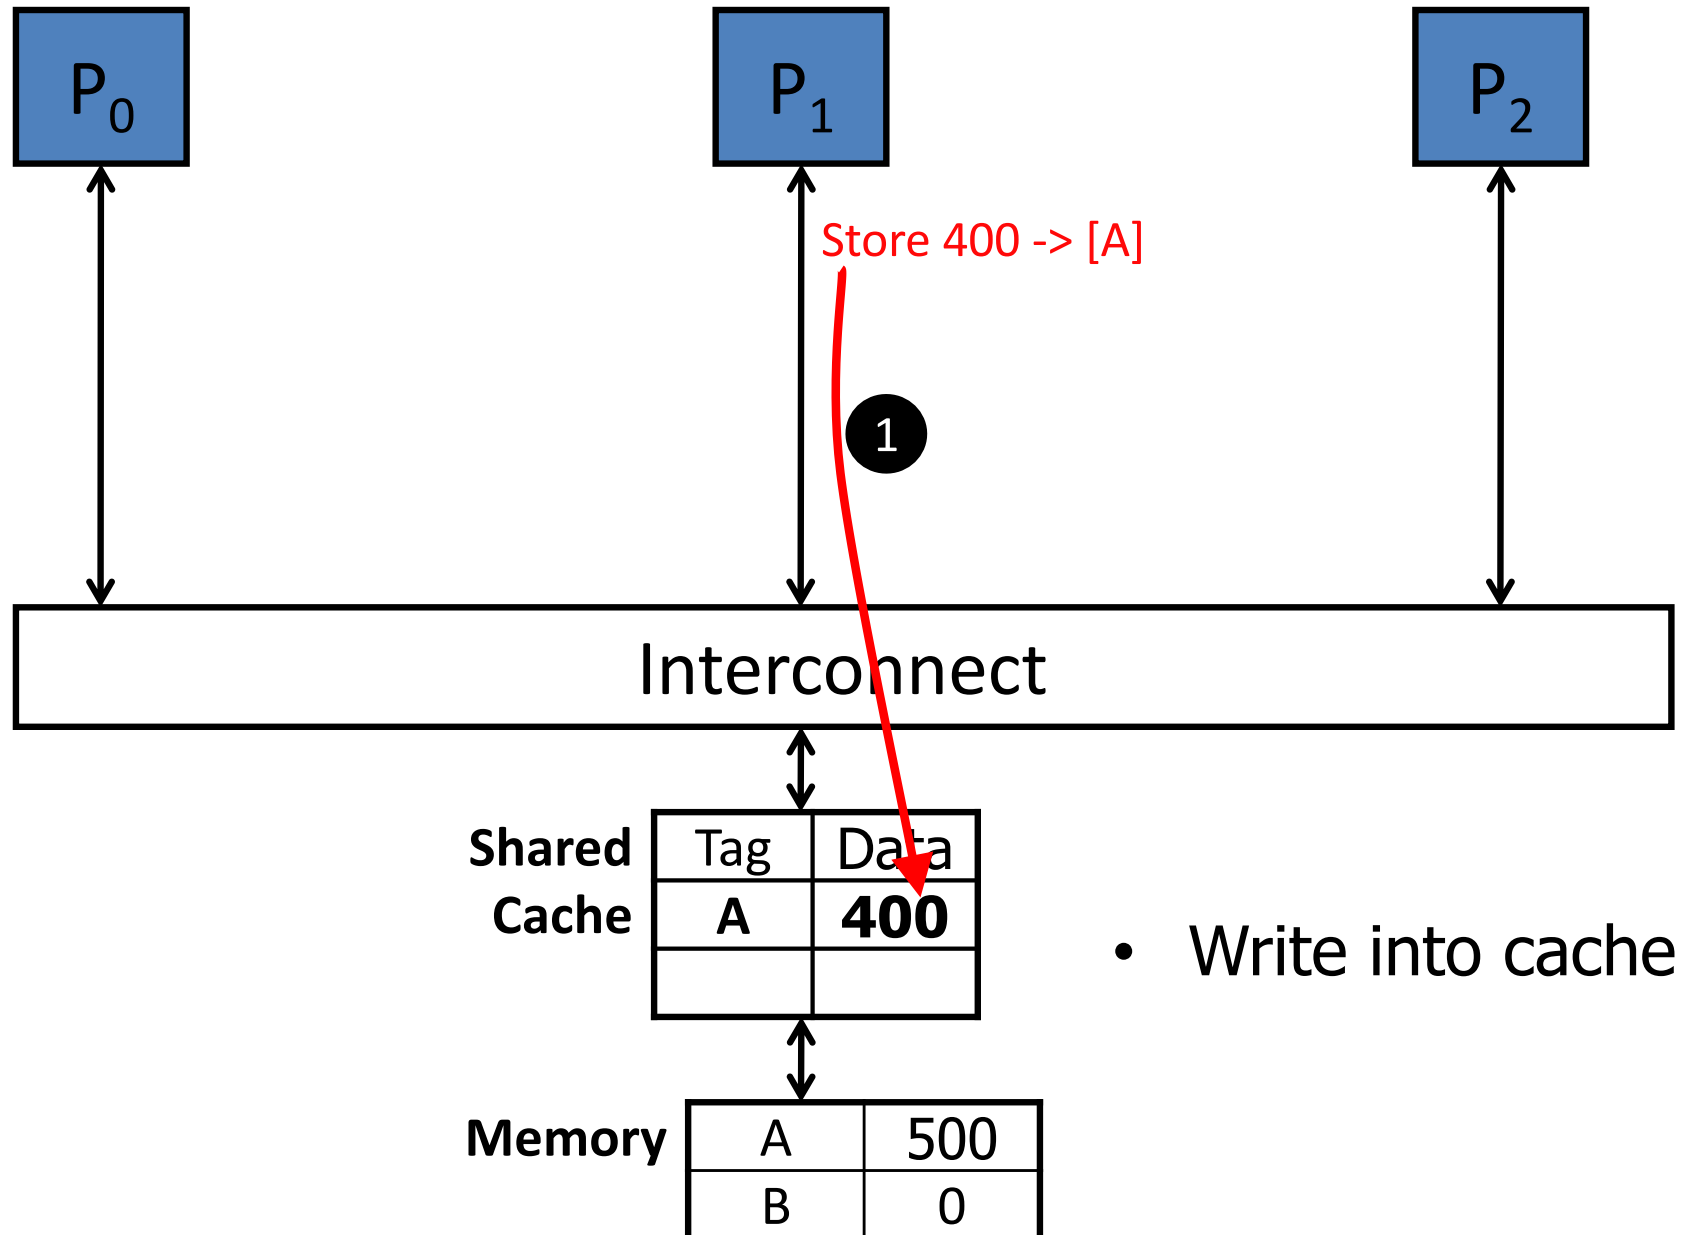 P0 P1 P2
Store 400 -> [A]
1
Interconnect
Shared Cache
Tag Data
A 400
• Write into cache
Memory
A 500
B 0